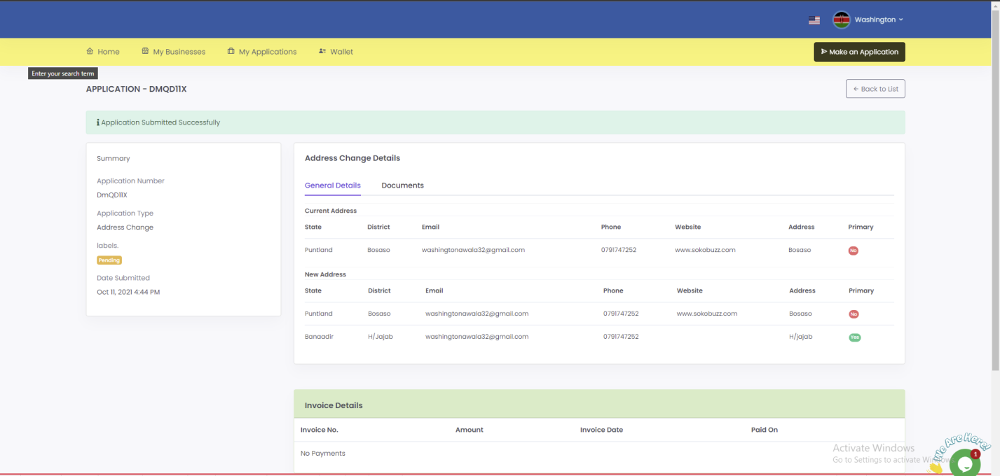 Washington
Home My Businesses My Applications Wallet Make an Application
Enter your search term
APPLICATION - DMQD11X
← Back to List
Application Submitted Successfully
Summary
Application Number
DmQD11X
Application Type
Address Change
labels.
Pending
Date Submitted
Oct 11, 2021 4:44 PM
Address Change Details
General Details Documents
Current Address
State District Email Phone Website Address Primary
Puntland Bosaso washingtonawala32@gmail.com 0791747252 www.sokobuzz.com Bosaso No
New Address
State District Email Phone Website Address Primary
Puntland Bosaso washingtonawala32@gmail.com 0791747252 www.sokobuzz.com Bosaso No
Banaadir H/Jajab washingtonawala32@gmail.com 0791747252 H/jajab Yes
Invoice Details
Invoice No. Amount Invoice Date Paid On
No Payments
Activate Windows
Go to Settings to activate Windows.
We Are Here!
1